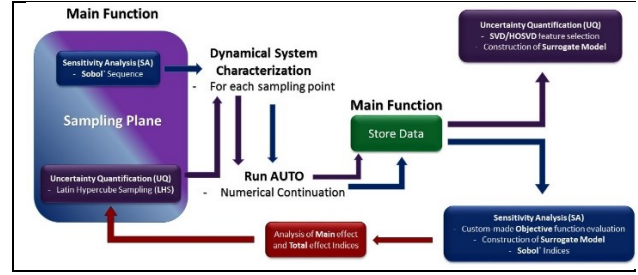 Main Function
Sensitivity Analysis (SA)
- Sobol´ Sequence
Sampling Plane
Uncertainty Quantification (UQ)
- Latin Hypercube Sampling (LHS)
Dynamical System
Characterization
- For each sampling point
Run AUTO
- Numerical Continuation
Main Function
Store Data
Uncertainty Quantification (UQ)
- SVD/HOSVD feature selection
- Construction of Surrogate Model
Sensitivity Analysis (SA)
- Custom-made Objective function evaluation
- Construction of Surrogate Model
- Sobol´ Indices
Analysis of Main effect
and Total effect Indices